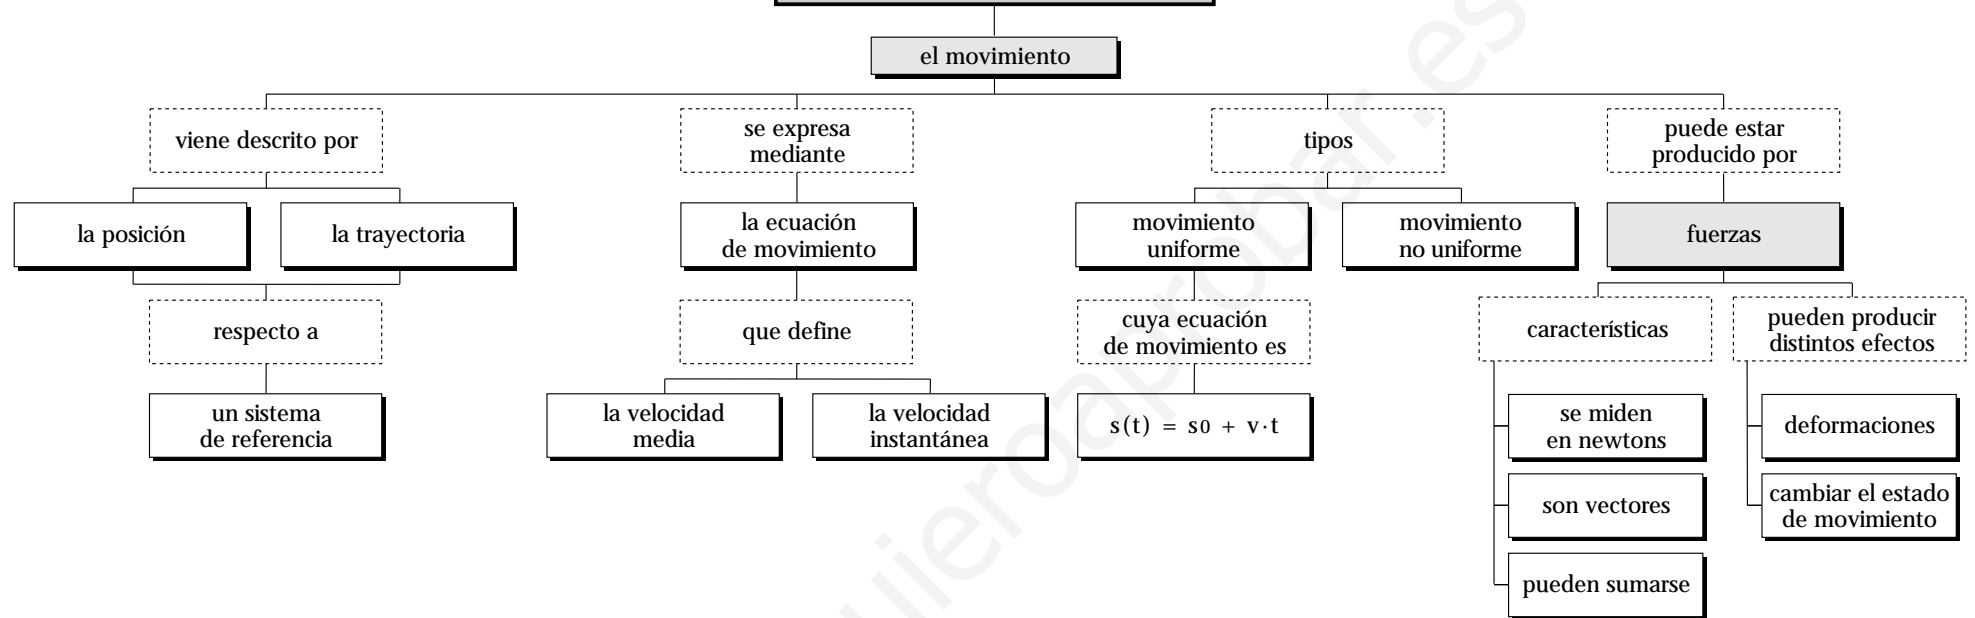 el movimiento
viene descrito por
se expresa
mediante
tipos
puede estar
producido por
la posición
la trayectoria
la ecuación
de movimiento
movimiento
uniforme
movimiento
no uniforme
fuerzas
respecto a
que define
cuya ecuación
de movimiento es
características
pueden producir
distintos efectos
un sistema
de referencia
la velocidad
media
la velocidad
instantánea
s(t) = s0 + v·t
se miden
en newtons
deformaciones
son vectores
cambiar el estado
de movimiento
pueden sumarse